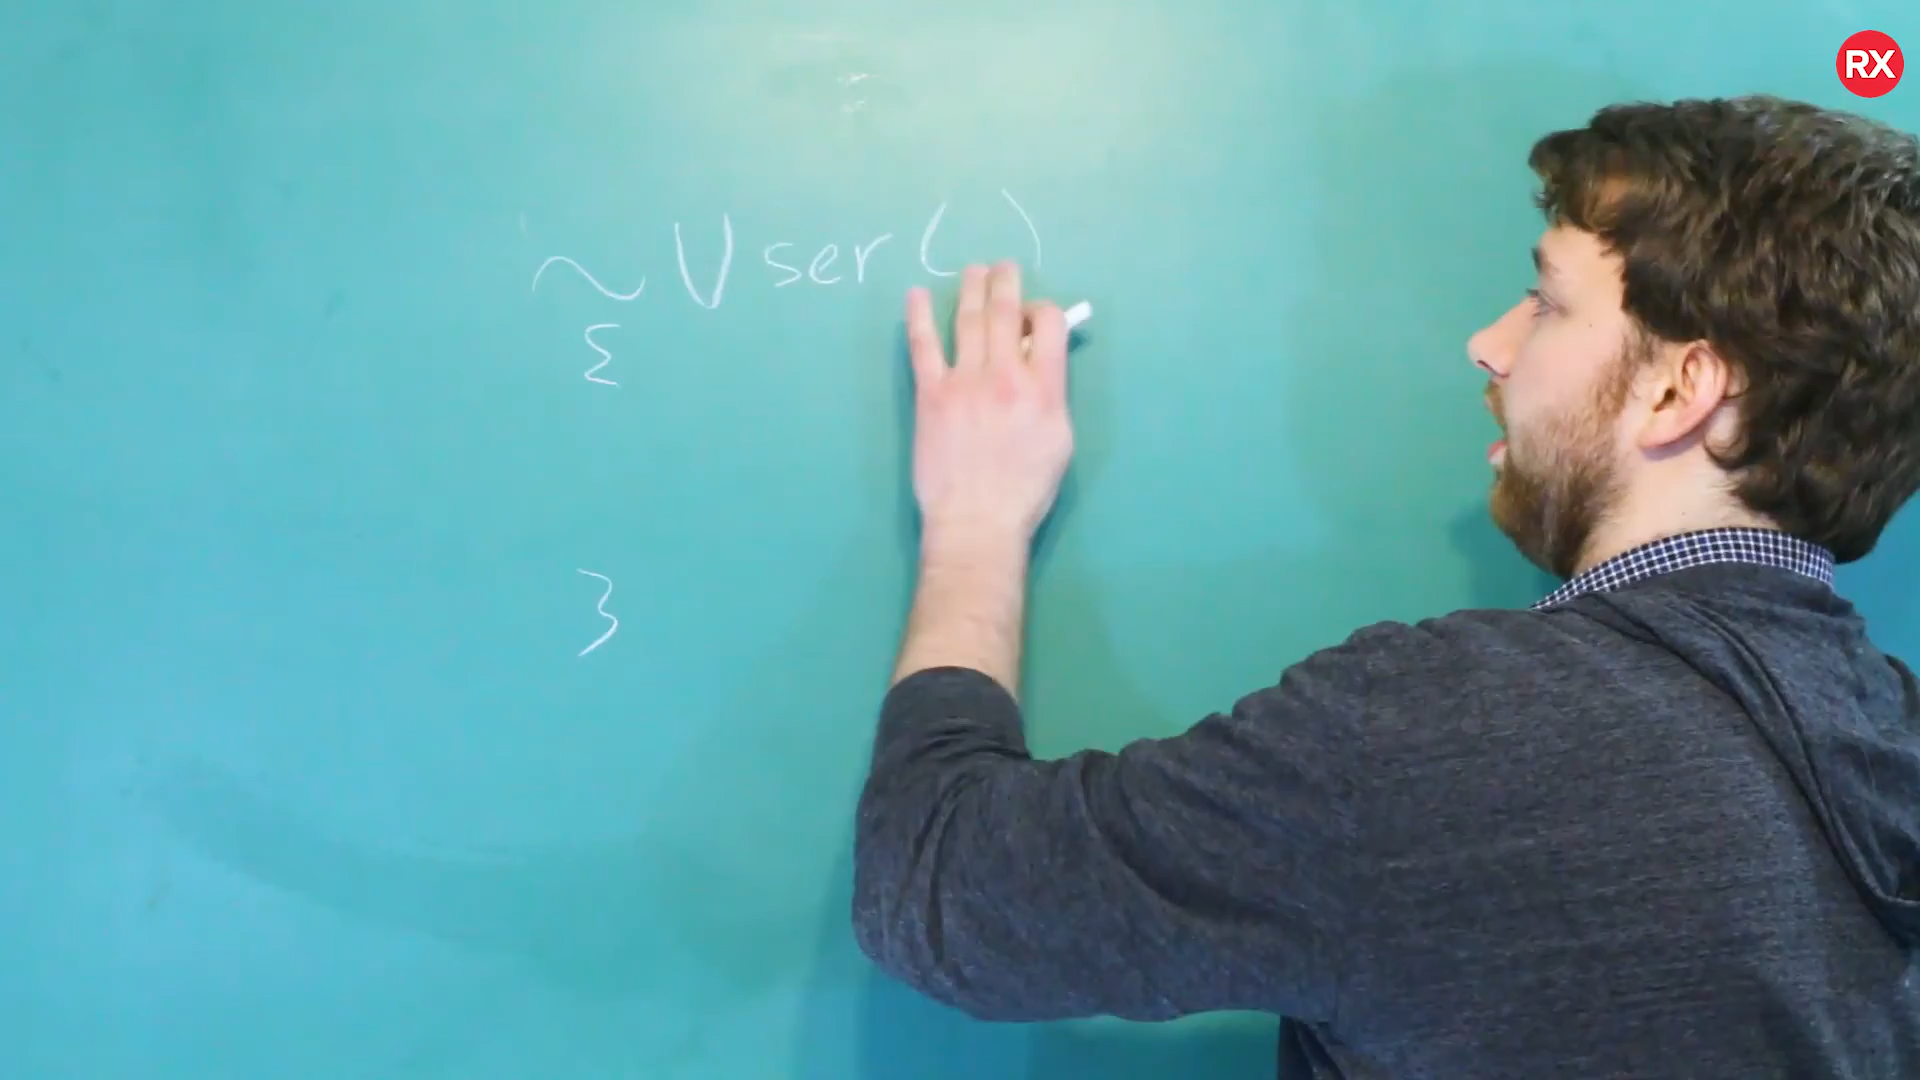 RX
~User()
{
}